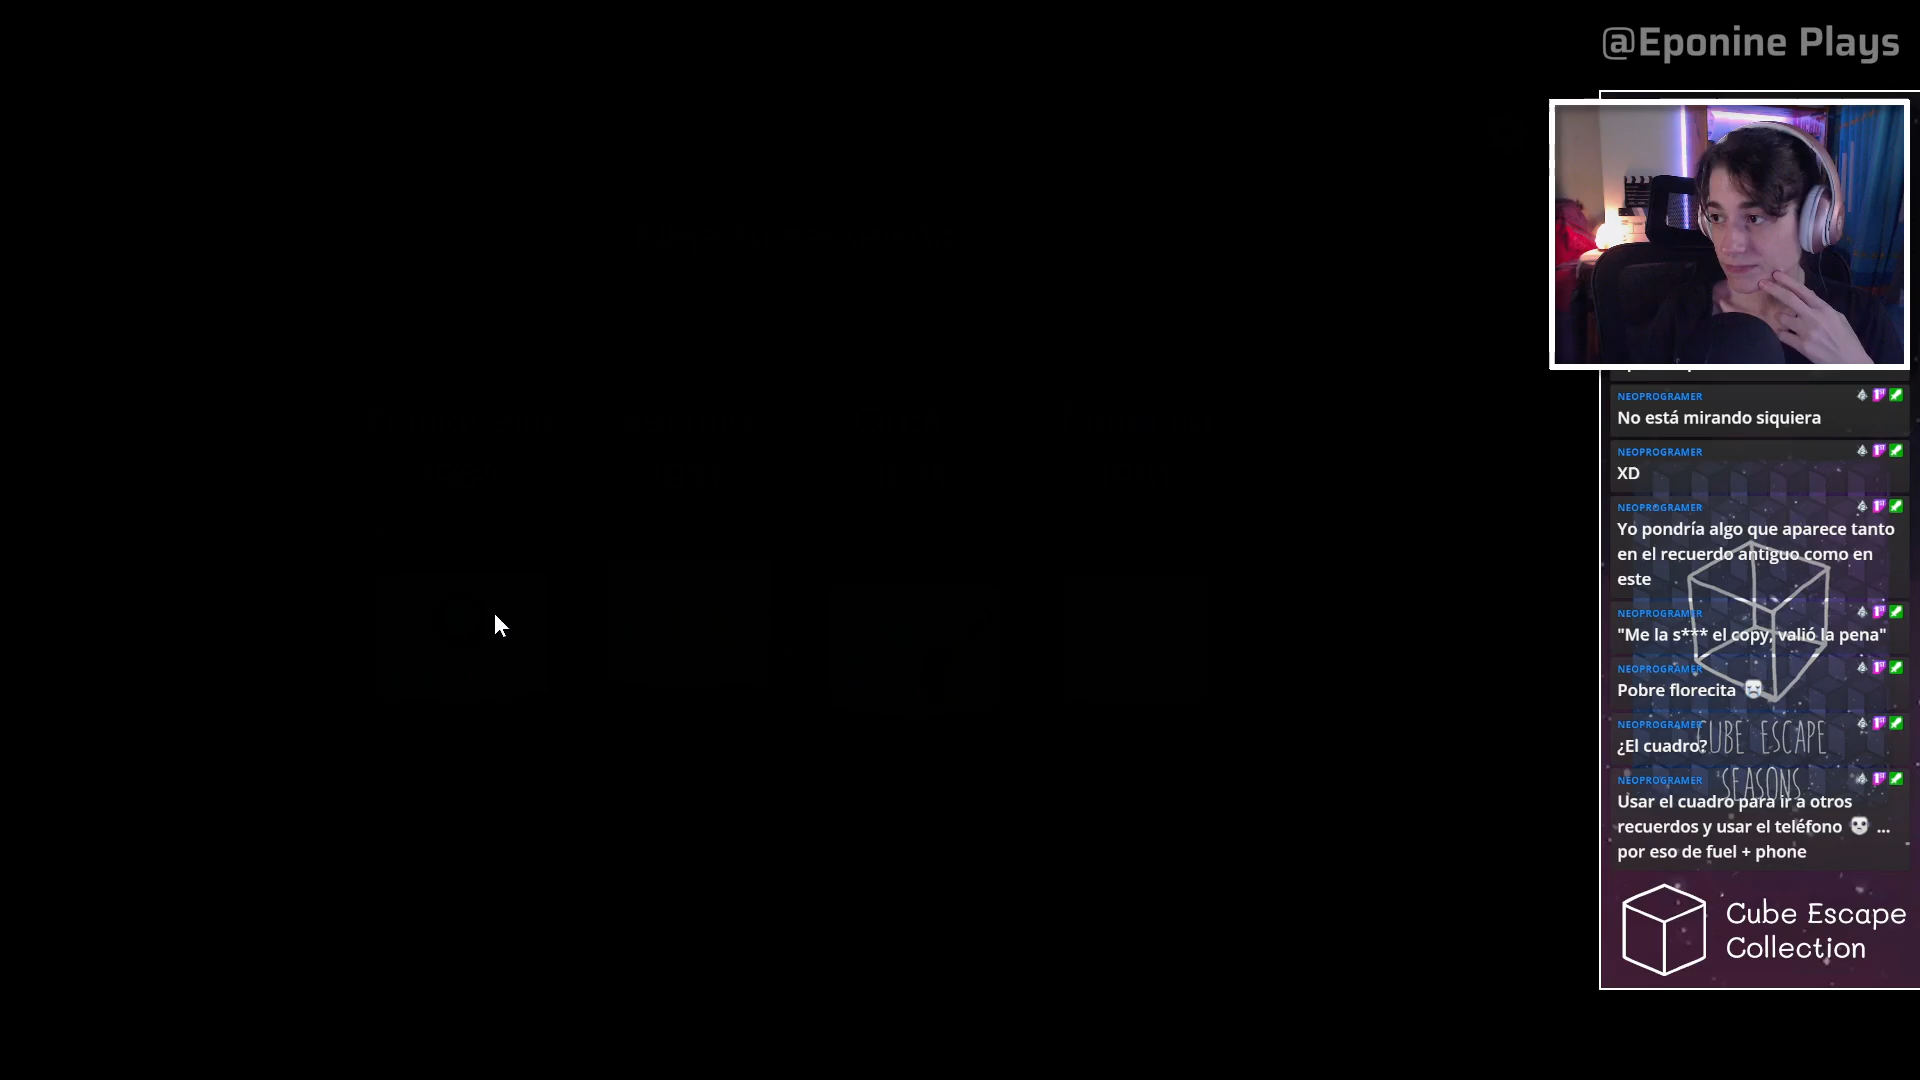 @Eponine Plays
NEOPROGRAMER
No está mirando siquiera
NEOPROGRAMER
XD
NEOPROGRAMER
Yo pondría algo que aparece tanto
en el recuerdo antiguo como en
este
NEOPROGRAMER
"Me la s*** el copy, valió la pena"
NEOPROGRAMER
Pobre florecita
NEOPROGRAMER
¿El cuadro?
CUBE ESCAPE
NEOPROGRAMER
SEASONS
Usar el cuadro para ir a otros
recuerdos y usar el teléfono ...
por eso de fuel + phone
Cube Escape
Collection